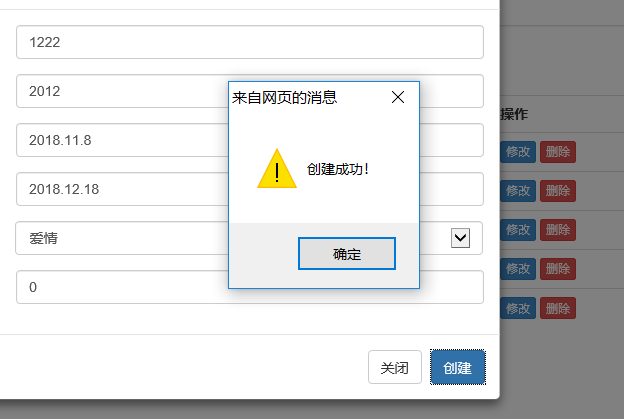 1222
2012
2018.11.8
2018.12.18
爱情
0
关闭
创建
来自网页的消息
创建成功!
确定
操作
修改 删除
修改 删除
修改 删除
修改 删除
修改 删除